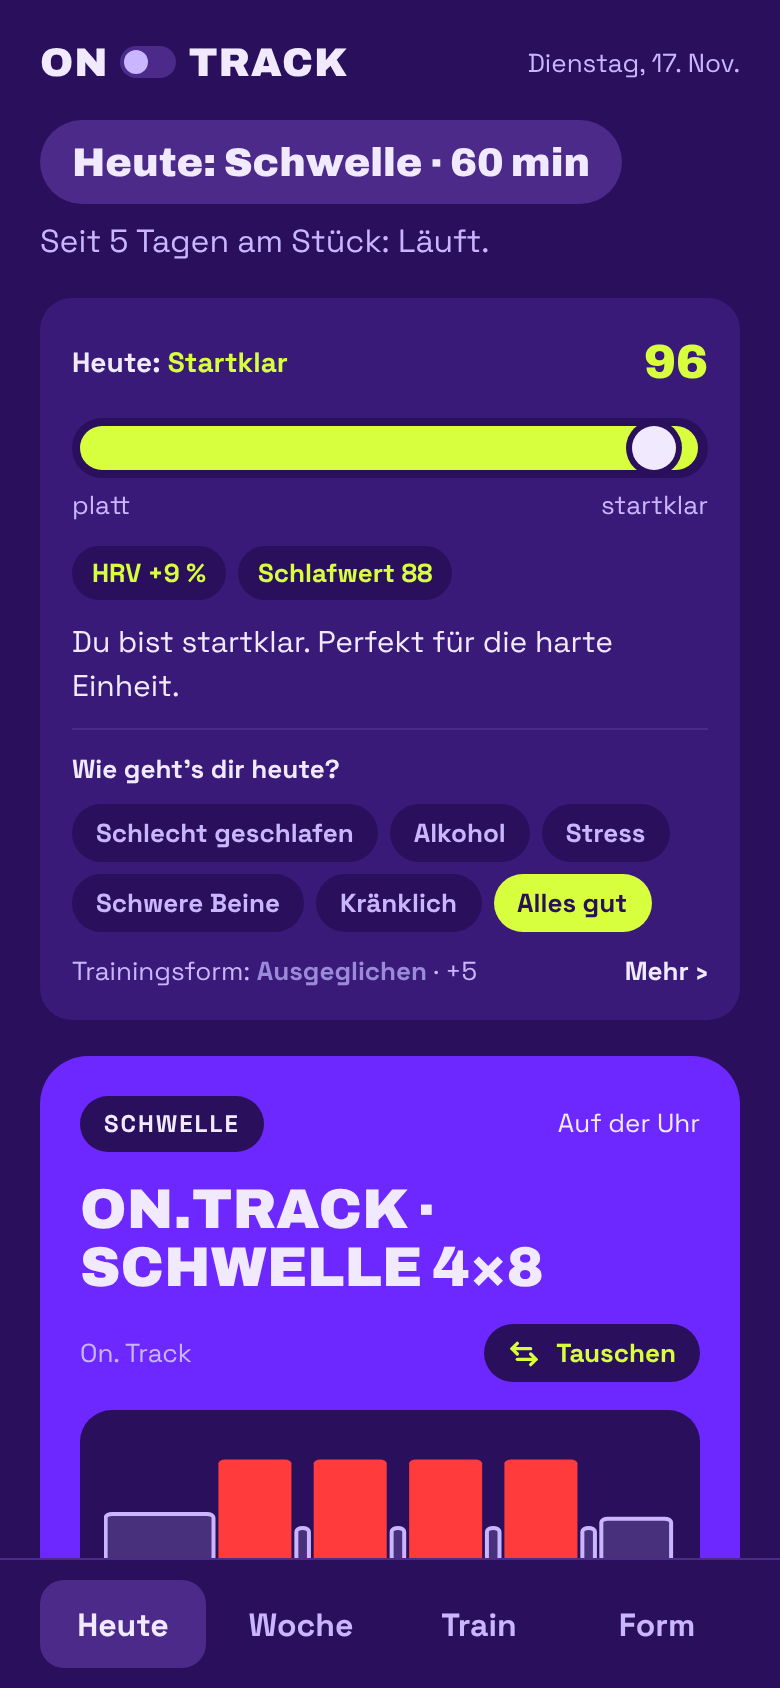 ON TRACK
Dienstag, 17. Nov.
Heute: Schwelle · 60 min
Seit 5 Tagen am Stück: Läuft.
Heute: Startklar
96
platt
startklar
HRV +9 %
Schlafwert 88
Du bist startklar. Perfekt für die harte
Einheit.
Wie geht’s dir heute?
Schlecht geschlafen
Alkohol
Stress
Schwere Beine
Kränklich
Alles gut
Trainingsform: Ausgeglichen · +5
Mehr >
SCHWELLE
Auf der Uhr
ON.TRACK ·
SCHWELLE 4×8
On. Track
Tauschen
Heute
Woche
Train
Form